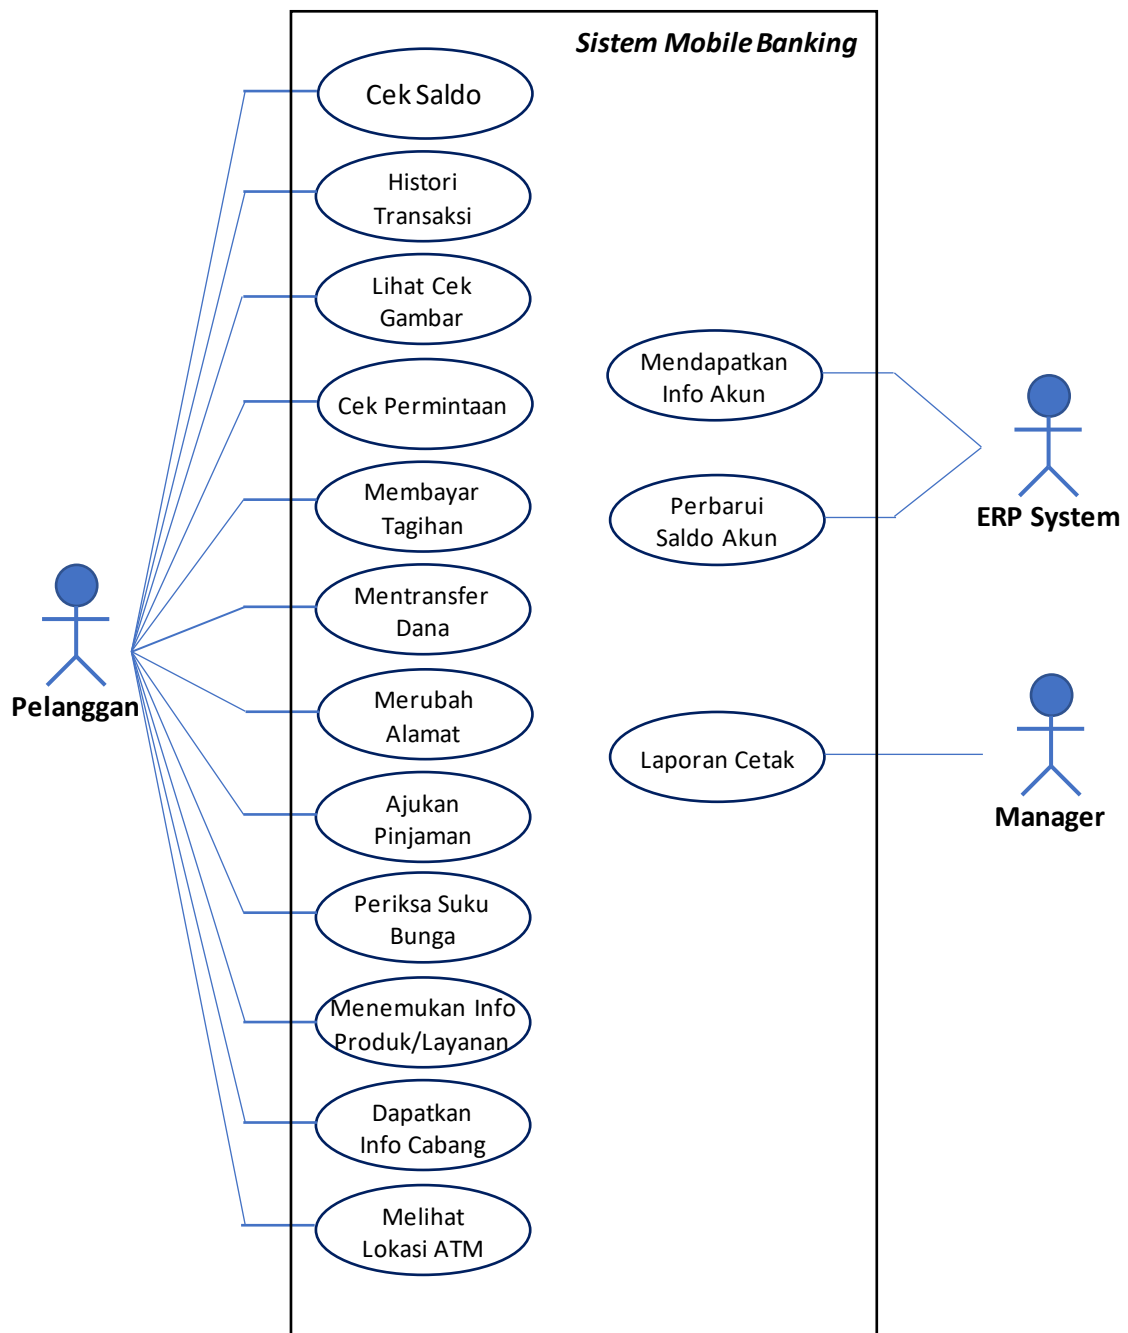 Sistem Mobile Banking
Cek Saldo
Histori
Transaksi
Lihat Cek
Gambar
Cek Permintaan
Membayar
Tagihan
Mentransfer
Dana
Merubah
Alamat
Ajukan
Pinjaman
Periksa Suku
Bunga
Menemukan Info
Produk/Layanan
Dapatkan
Info Cabang
Melihat
Lokasi ATM
Pelanggan
Mendapatkan
Info Akun
Perbarui
Saldo Akun
Laporan Cetak
ERP System
Manager